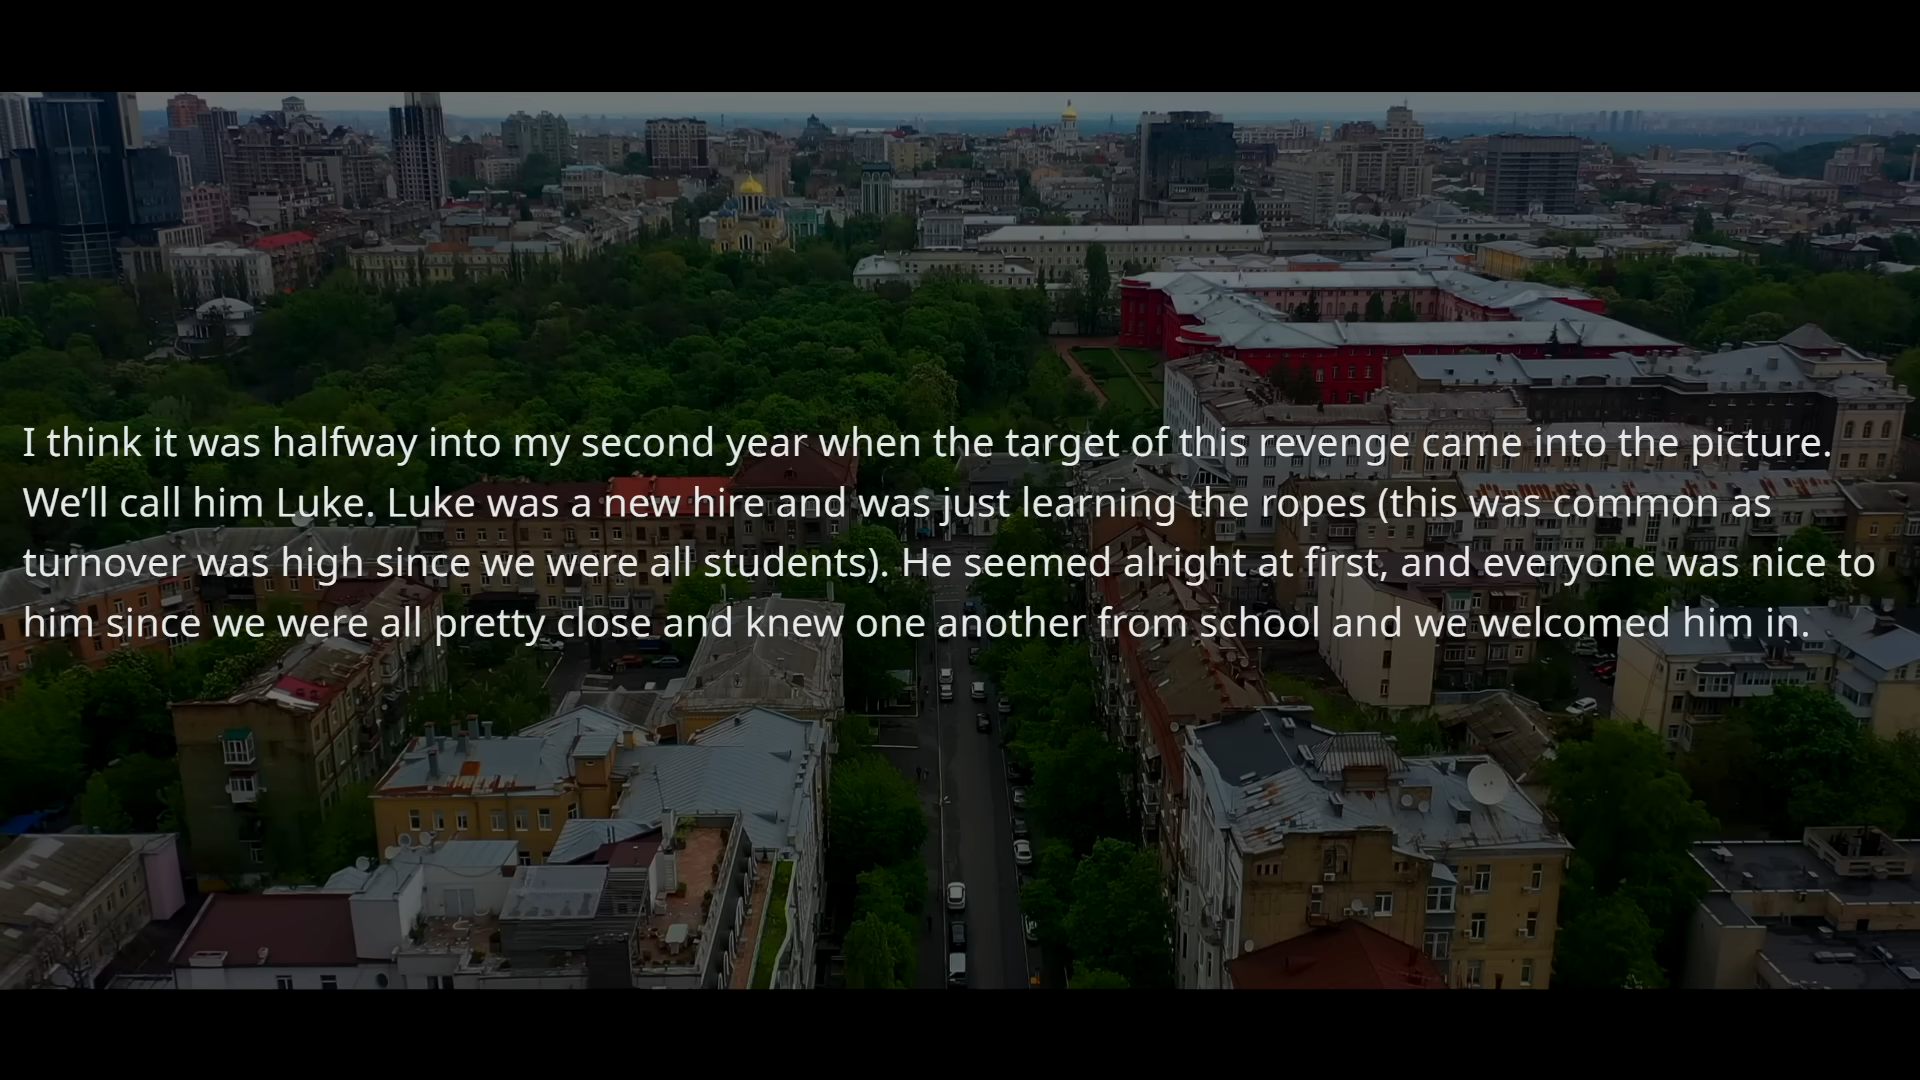 I think it was halfway into my second year when the target of this revenge came into the picture.
We’ll call him Luke. Luke was a new hire and was just learning the ropes (this was common as
turnover was high since we were all students). He seemed alright at first, and everyone was nice to
him since we were all pretty close and knew one another from school and we welcomed him in.